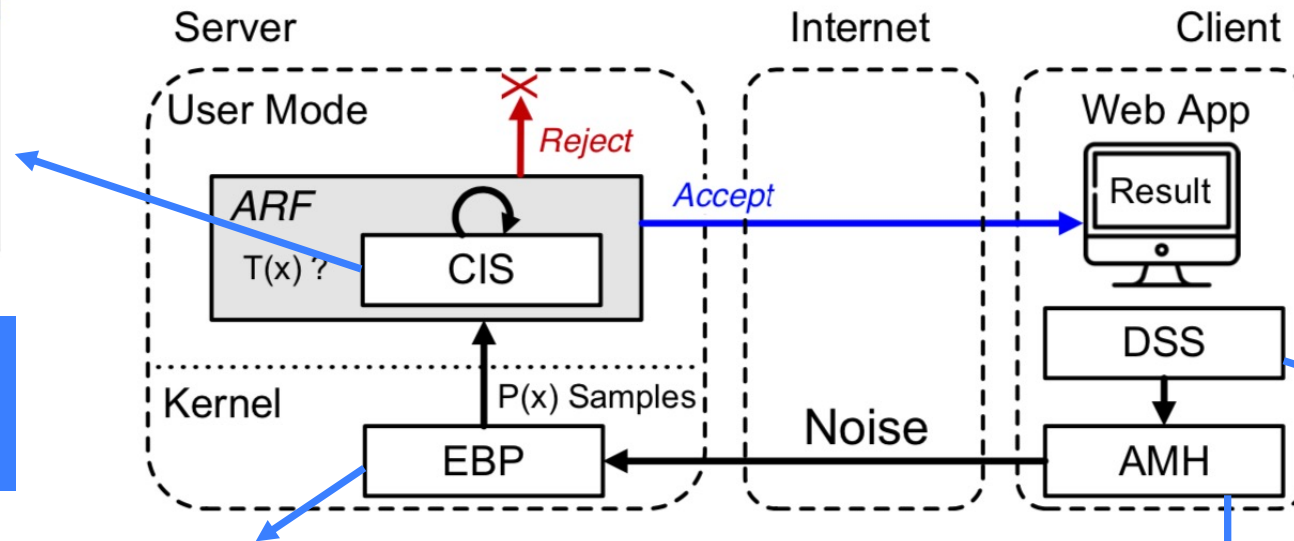 Server
Internet
Client
User Mode
Web App
Reject
Result
ARF
Accept
T(x) ?
CIS
DSS
Kernel
P(x) Samples
Noise
EBP
AMH